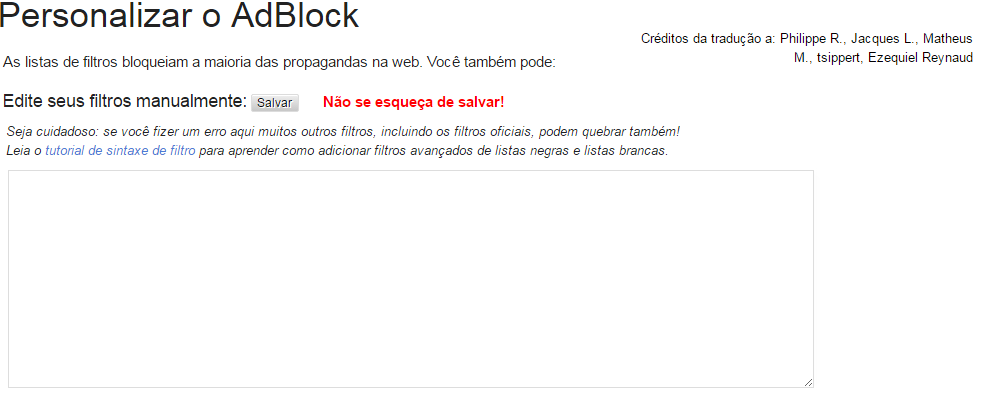 Personalizar o AdBlock
Créditos da tradução a: Philippe R., Jacques L., Matheus
M., tsippert, Ezequiel Reynaud
As listas de filtros bloqueiam a maioria das propagandas na web. Você também pode:
Edite seus filtros manualmente: Salvar Não se esqueça de salvar!
Seja cuidadoso: se você fizer um erro aqui muitos outros filtros, incluindo os filtros oficiais, podem quebrar também!
Leia o tutorial de sintaxe de filtro para aprender como adicionar filtros avançados de listas negras e listas brancas.